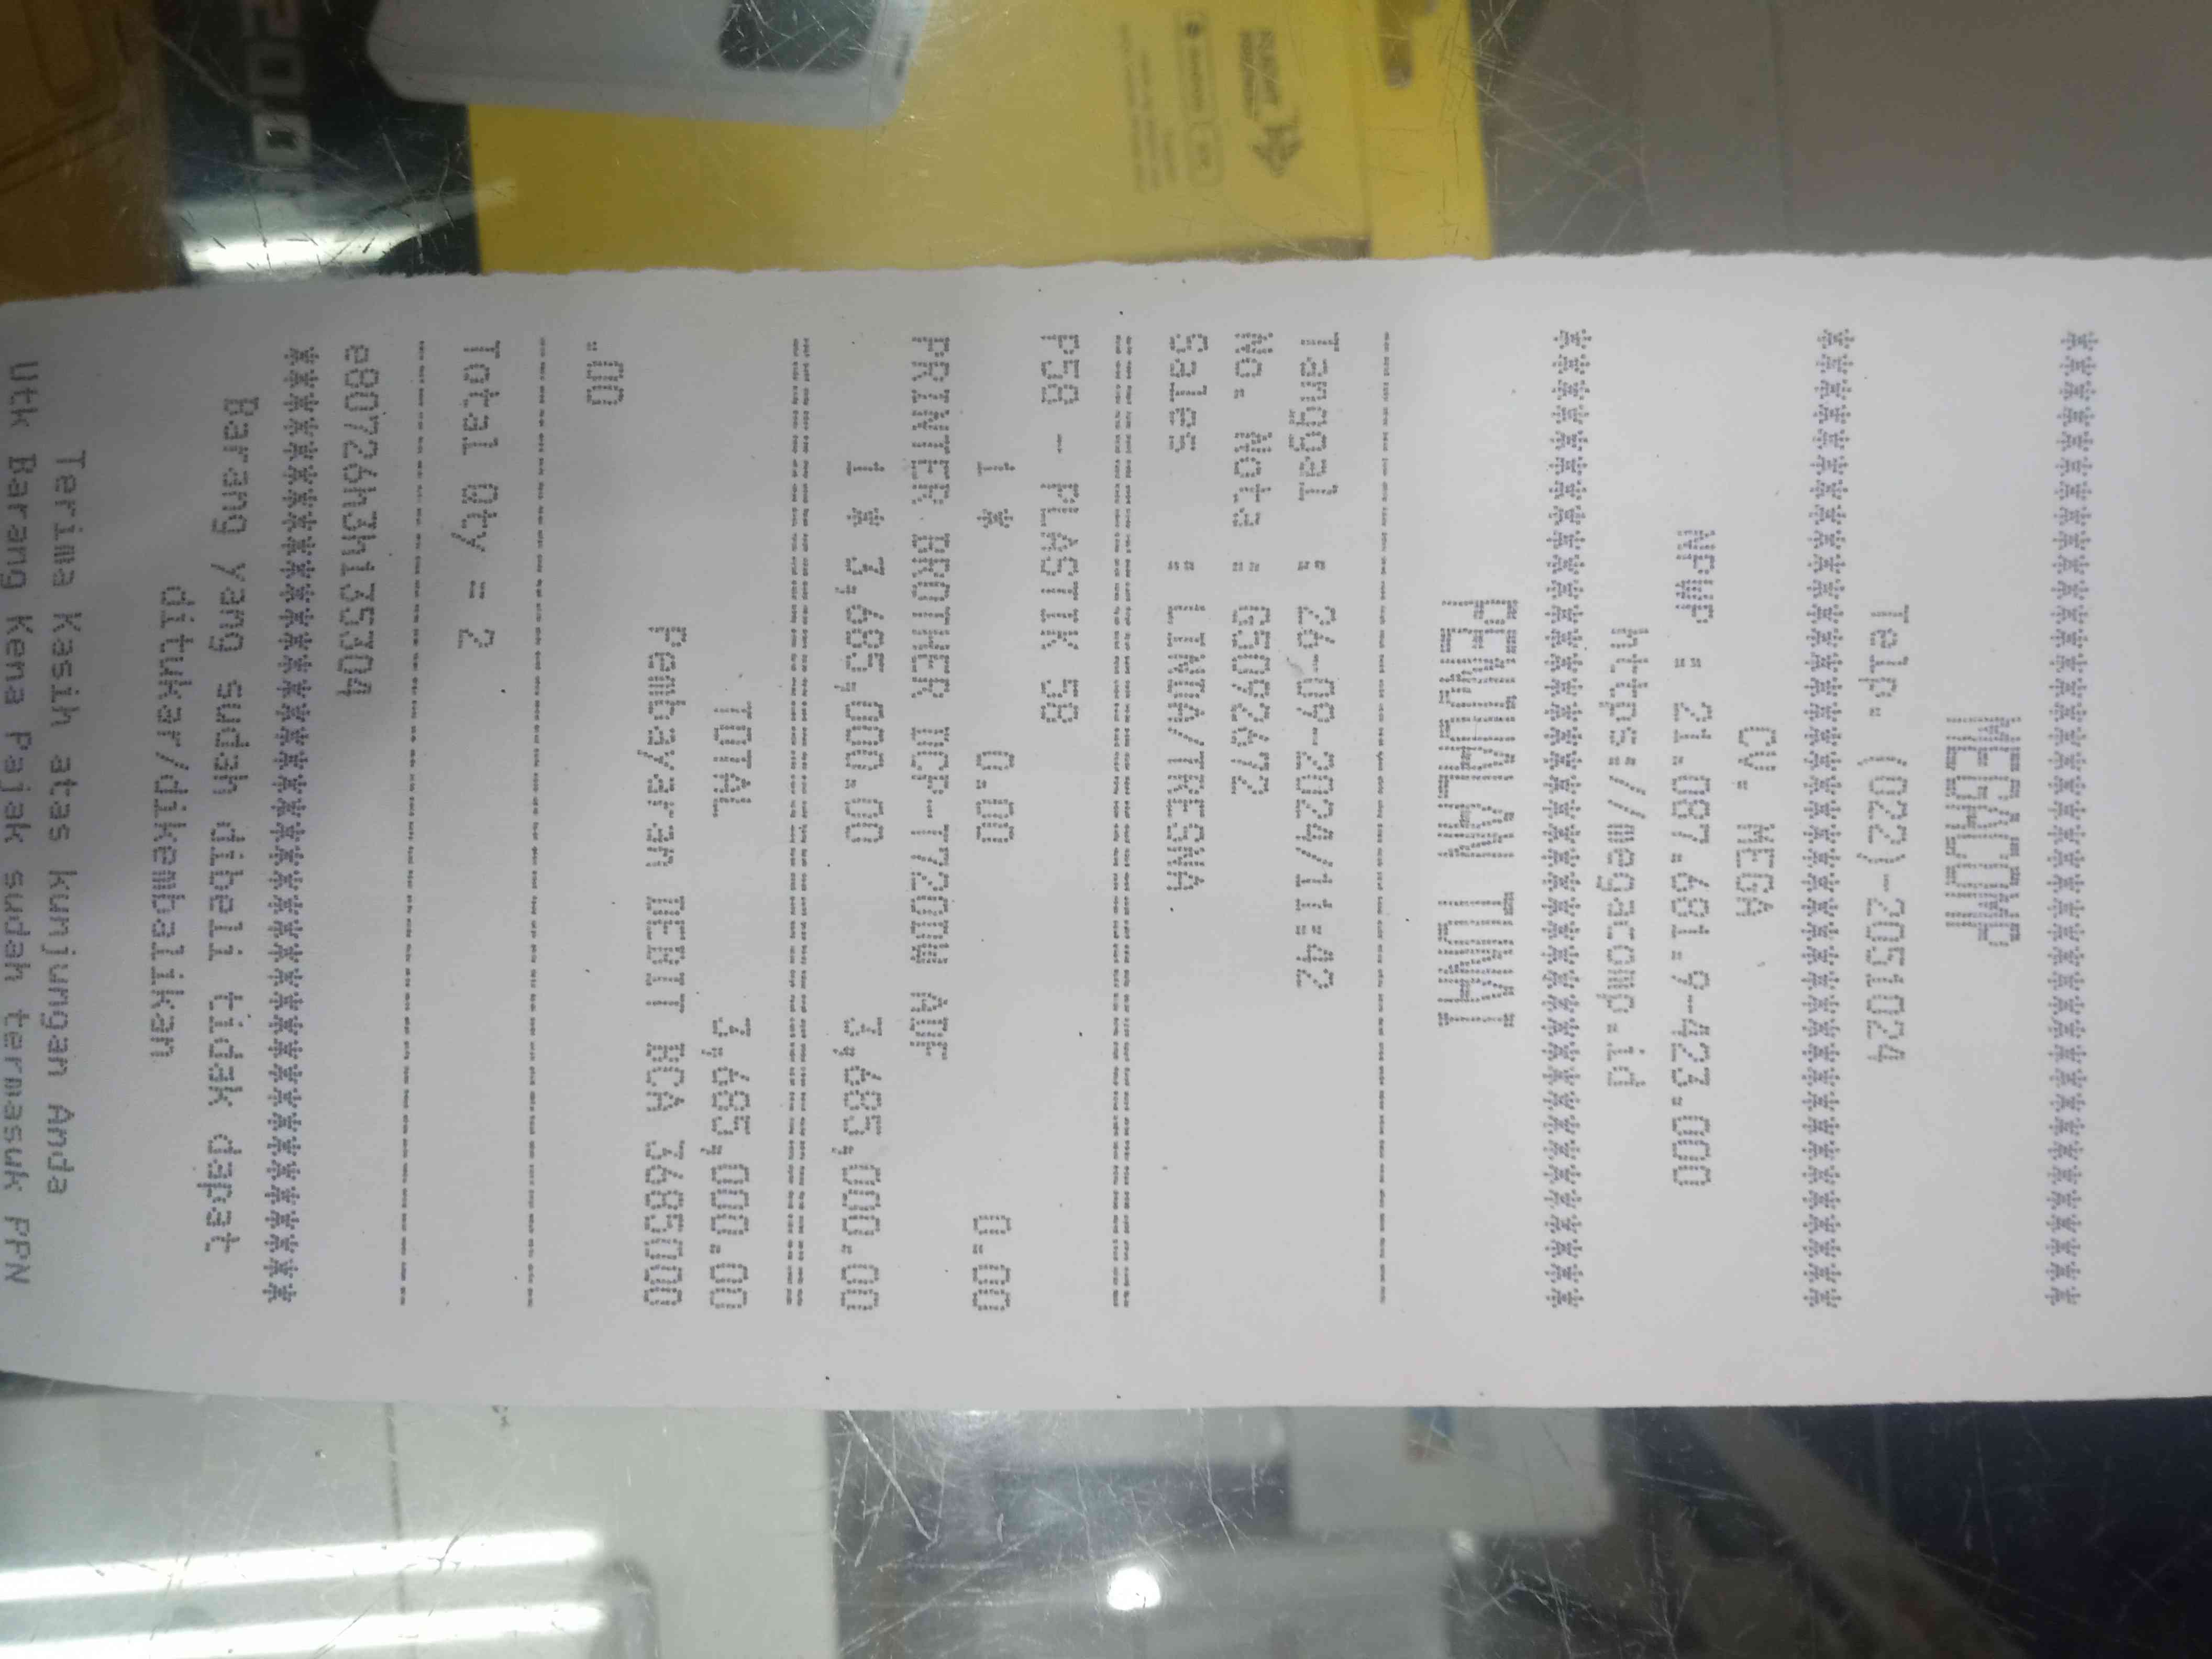 ****************************************
MEGACOMP
Telp. (022)-2051024
****************************************
CV. MEGA
NPWP : 21.087.681.9-423.000
https://megacomp.id
****************************************
PENJUALAN TUNAI
Tanggal : 26-09-2024/11:42
No. Nota : G5092672
Sales : IMDA/TRESNA
P58 - PLASTIK 58
1 * 0.00 0.00
PRINTER BROTHER DCP-T720DW ADF
1 * 3,685,000.00 3,685,000.00
TOTAL 3,685,000.00
Pembayaran DEBIT BCA 3685000
.00
Total Qty = 2
e80726h3h135304
****************************************
Barang yang sudah dibeli tidak dapat
ditukar/dikembalikan
Terima Kasih atas kunjungan Anda
Utk Barang Kena Pajak sudah termasuk PPN